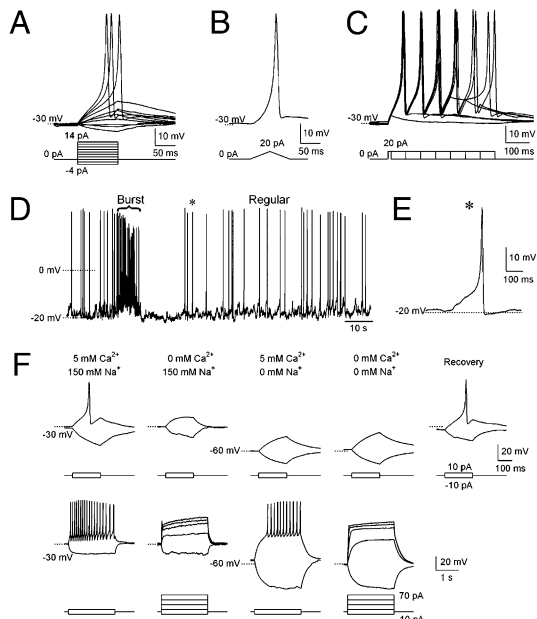 A
-30 mV
14 pA
0 pA
-4 pA
10 mV
50 ms
B
-30 mV
20 pA
0 pA
10 mV
50 ms
C
-30 mV
20 pA
0 pA
10 mV
100 ms
D
Burst
*
Regular
0 mV
-20 mV
10 s
E
*
10 mV
100 ms
-20 mV
F
5 mM Ca²⁺
150 mM Na⁺
0 mM Ca²⁺
150 mM Na⁺
5 mM Ca²⁺
0 mM Na⁺
0 mM Ca²⁺
0 mM Na⁺
Recovery
-30 mV
-60 mV
20 mV
100 ms
10 pA
-10 pA
-30 mV
-60 mV
20 mV
1 s
70 pA